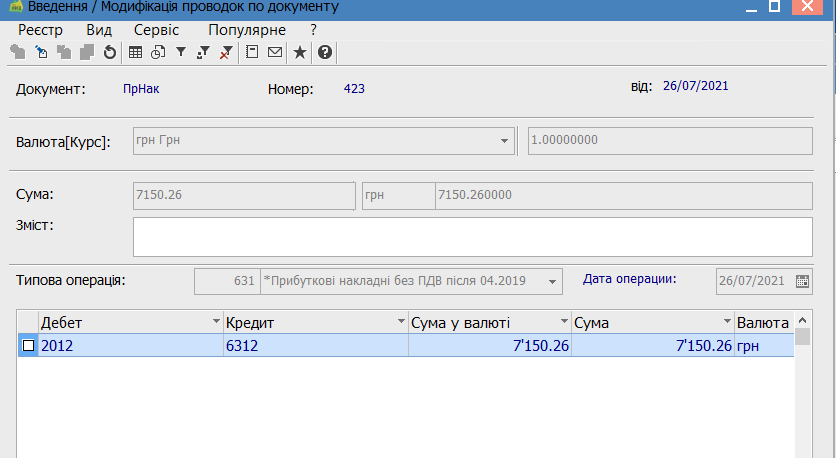 Введення / Модифікація проводок по документу
Реєстр Вид Сервіс Популярне ?
Документ: ПрНак Номер: 423 від: 26/07/2021
Валюта[Курс]: грн Грн 1.00000000
Сума: 7150.26 грн 7150.260000
Зміст:
Типова операція: 631 *Прибуткові накладні без ПДВ після 04.2019 Дата операции: 26/07/2021
Дебет Кредит Сума у валюті Сума Валюта
2012 6312 7'150.26 7'150.26 грн